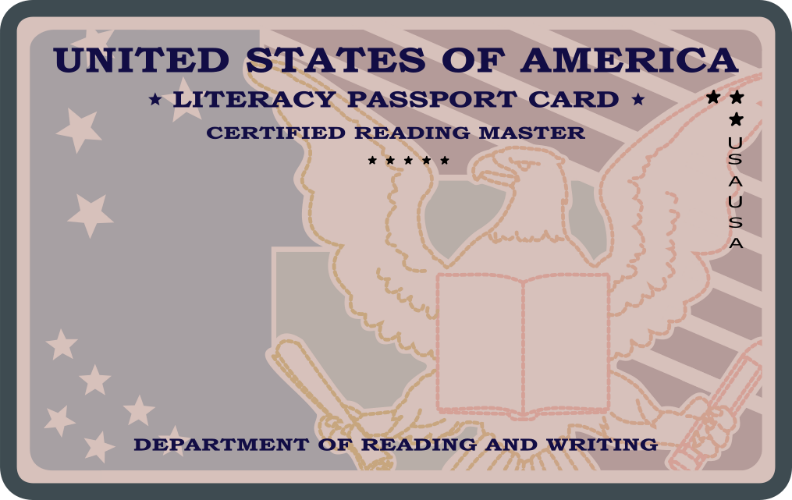 UNITED STATES OF AMERICA
★ LITERACY PASSPORT CARD ★
CERTIFIED READING MASTER
★★★★★
★★
★
USAUSA
DEPARTMENT OF READING AND WRITING